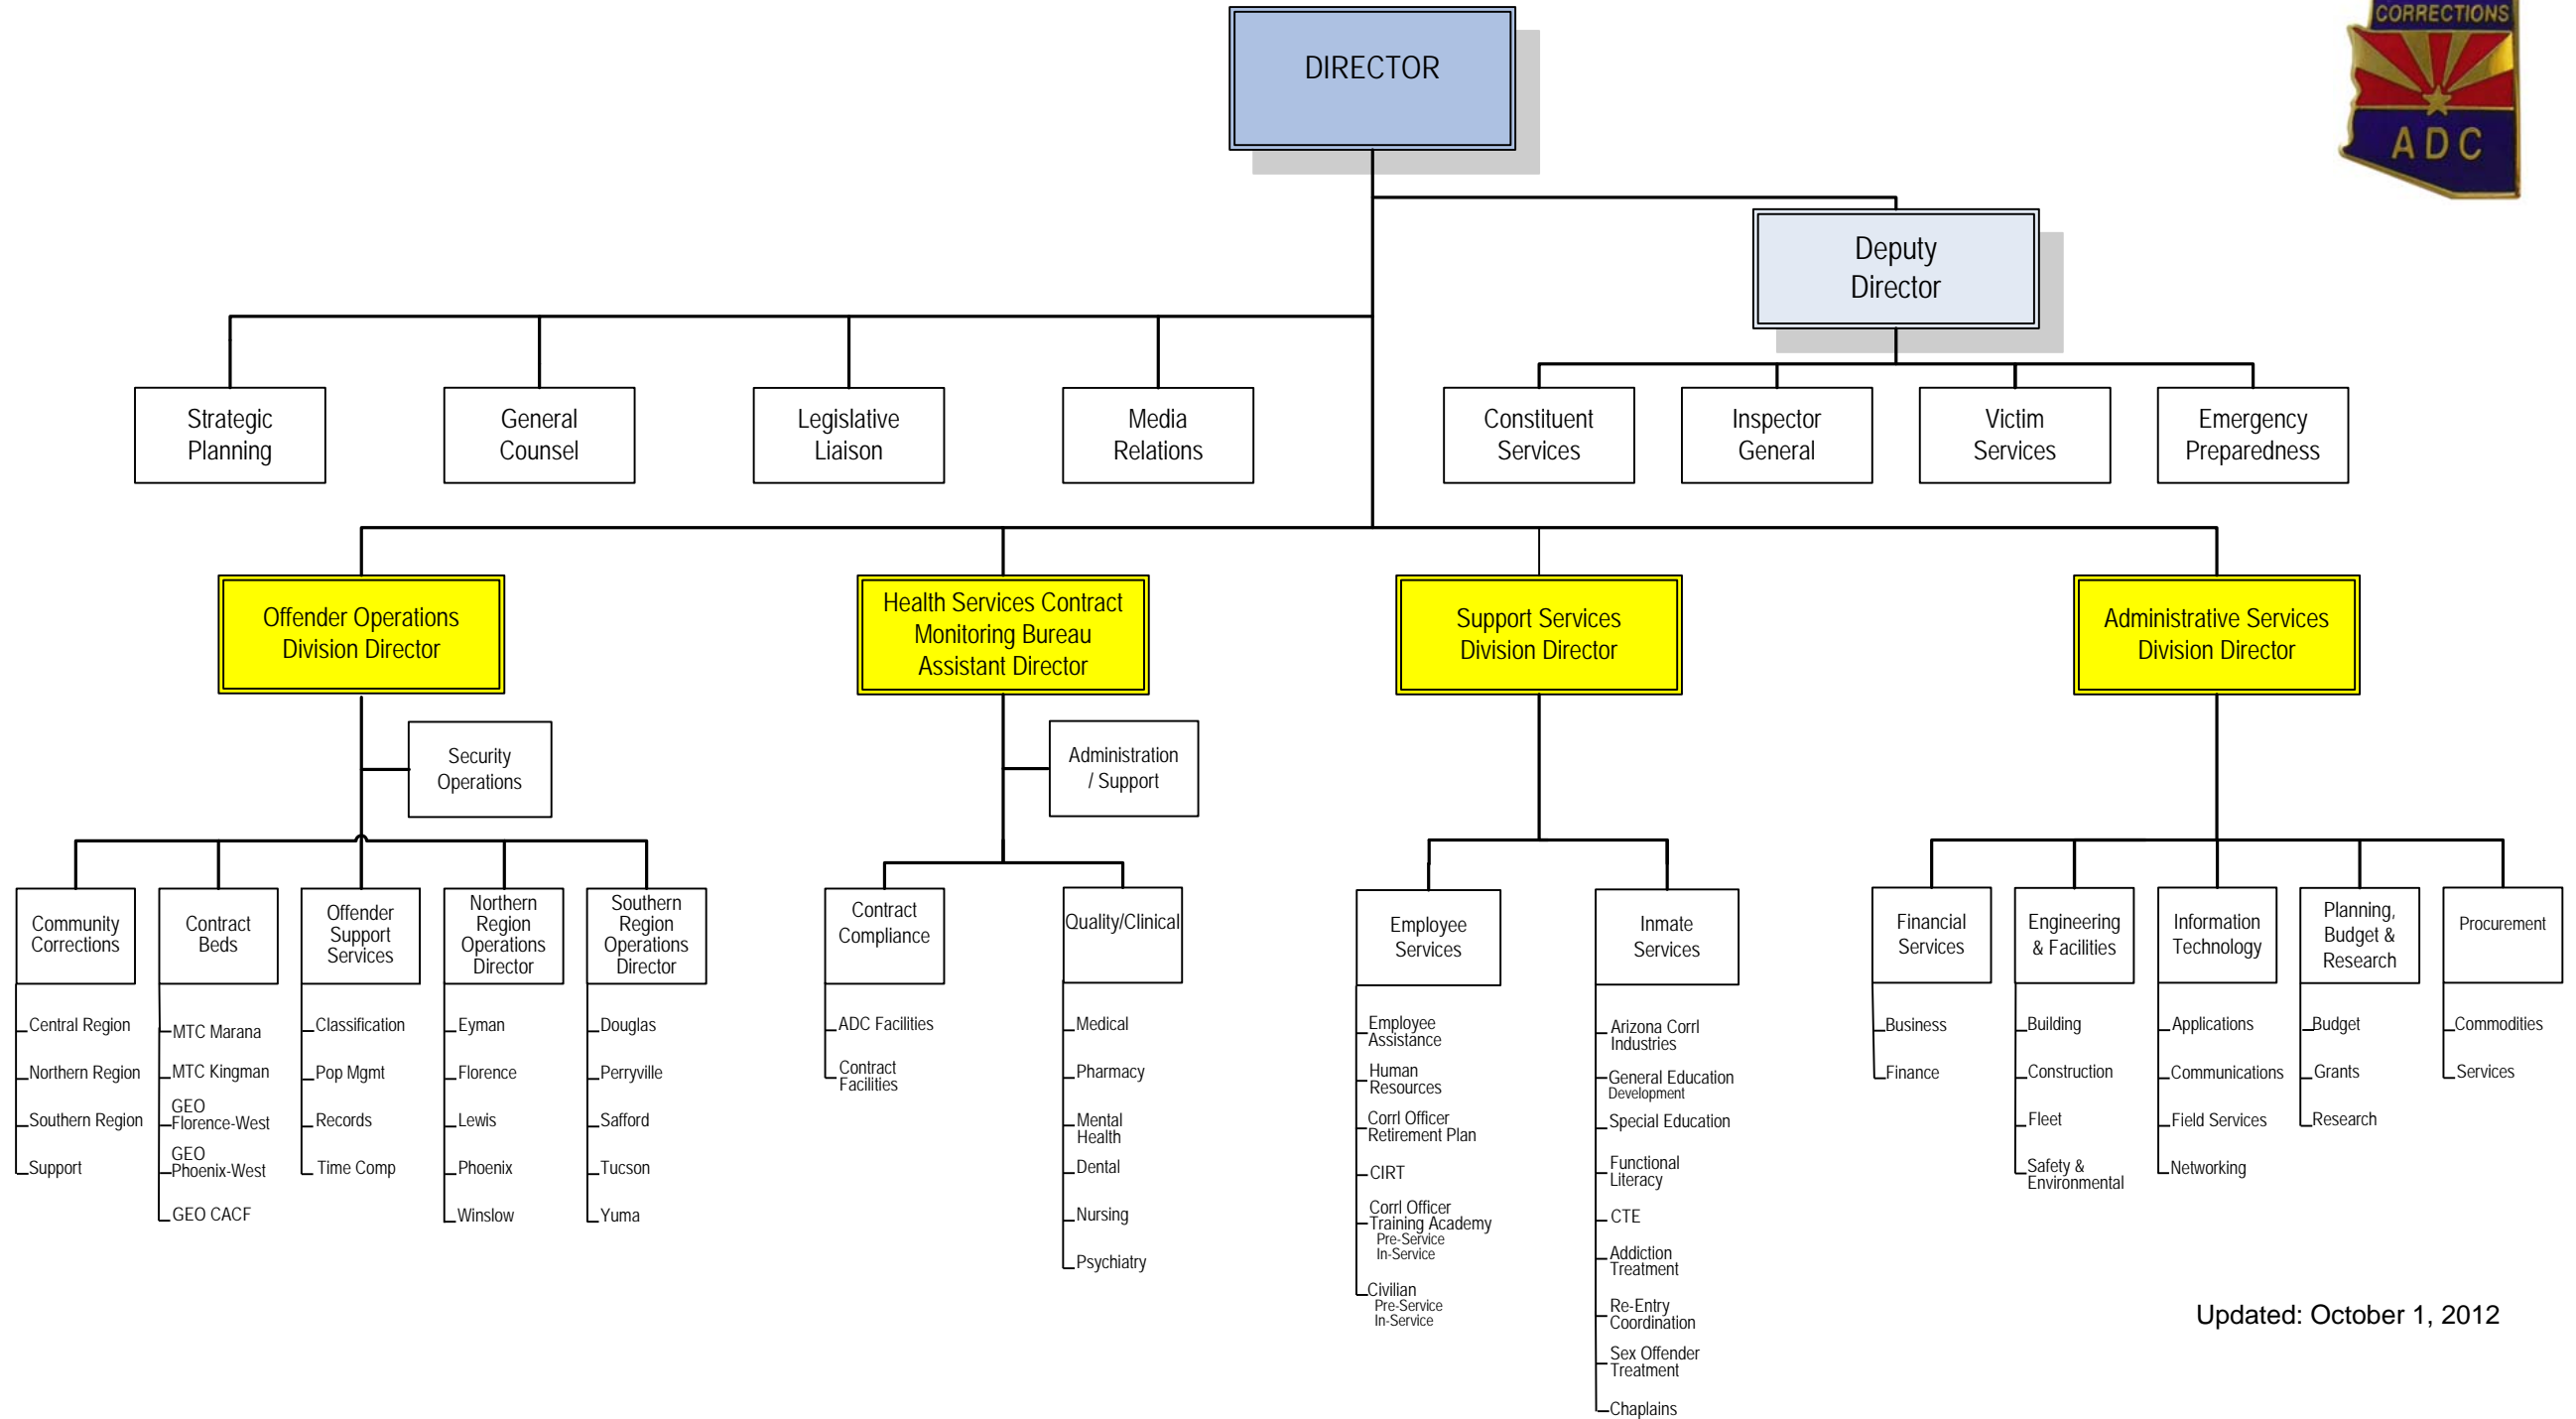 CORRECTIONS
ADC
DIRECTOR
Deputy
Director
Strategic
Planning
General
Counsel
Legislative
Liaison
Media
Relations
Constituent
Services
Inspector
General
Victim
Services
Emergency
Preparedness
Offender Operations
Division Director
Health Services Contract
Monitoring Bureau
Assistant Director
Support Services
Division Director
Administrative Services
Division Director
Security
Operations
Administration
/ Support
Community
Corrections
Central Region
Northern Region
Southern Region
Support
Contract
Beds
MTC Marana
MTC Kingman
GEO
Florence-West
GEO
Phoenix-West
GEO CACF
Offender
Support
Services
Classification
Pop Mgmt
Records
Time Comp
Northern
Region
Operations
Director
Eyman
Florence
Lewis
Phoenix
Winslow
Southern
Region
Operations
Director
Douglas
Perryville
Safford
Tucson
Yuma
Contract
Compliance
ADC Facilities
Contract
Facilities
Quality/Clinical
Medical
Pharmacy
Mental
Health
Dental
Nursing
Psychiatry
Employee
Services
Employee
Assistance
Human
Resources
Corrl Officer
Retirement Plan
CIRT
Corrl Officer
Training Academy
Pre-Service
In-Service
Civilian
Pre-Service
In-Service
Inmate
Services
Arizona Corrl
Industries
General Education
Development
Special Education
Functional
Literacy
CTE
Addiction
Treatment
Re-Entry
Coordination
Sex Offender
Treatment
Chaplains
Financial
Services
Business
Finance
Engineering
& Facilities
Building
Construction
Fleet
Safety &
Environmental
Information
Technology
Applications
Communications
Field Services
Networking
Planning,
Budget &
Research
Budget
Grants
Research
Procurement
Commodities
Services
Updated: October 1, 2012